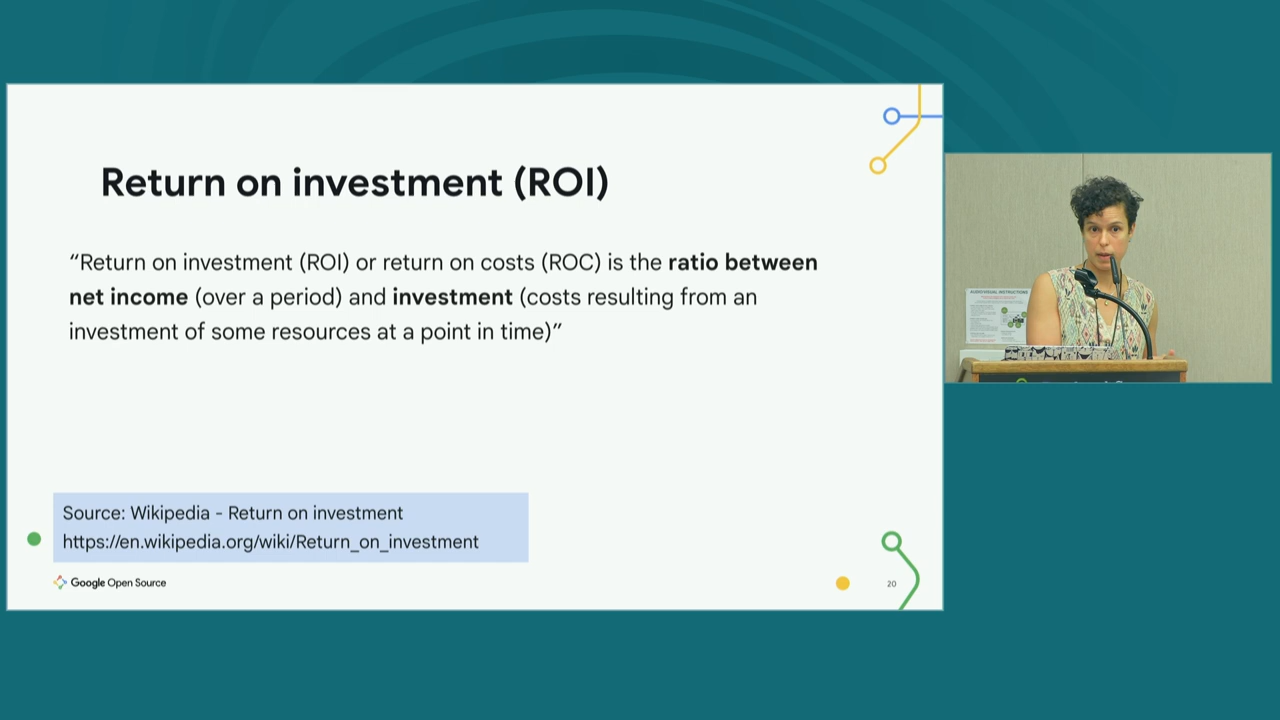 Return on investment (ROI)
“Return on investment (ROI) or return on costs (ROC) is the ratio between
net income (over a period) and investment (costs resulting from an
investment of some resources at a point in time)”
Source: Wikipedia - Return on investment
https://en.wikipedia.org/wiki/Return_on_investment
Google Open Source
20
AUDIOVISUAL INSTRUCTIONS